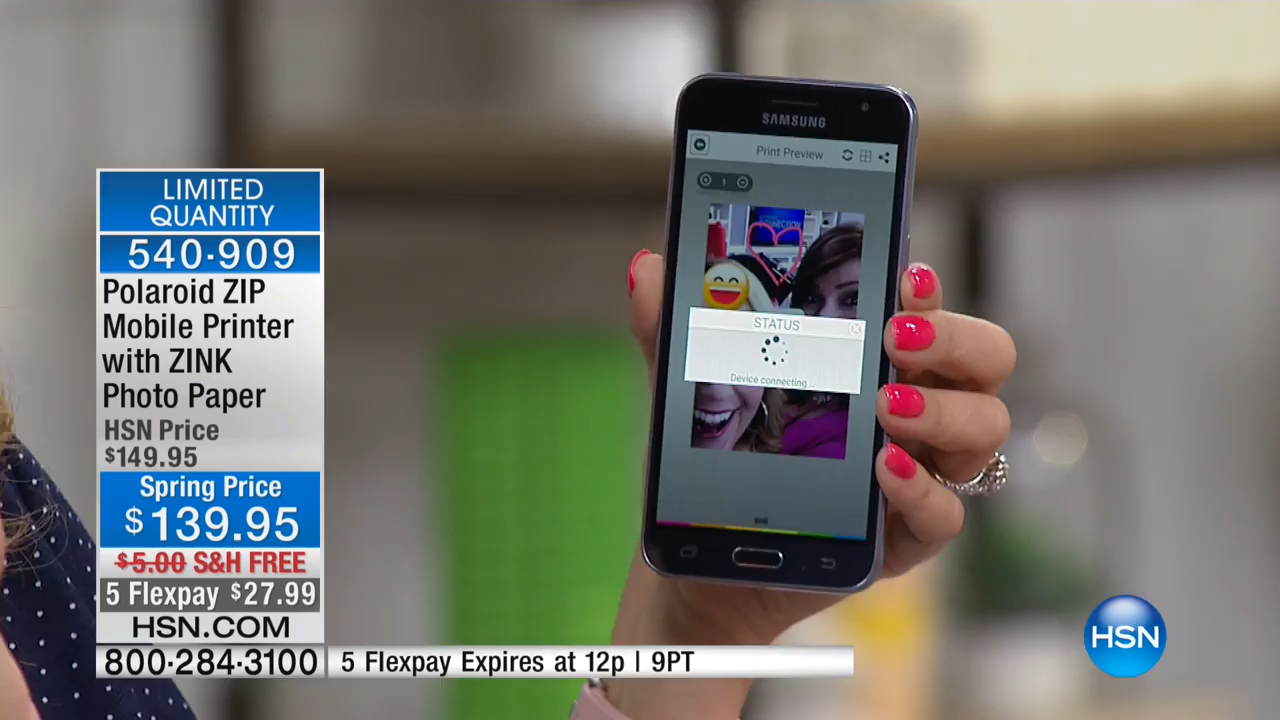 LIMITED
QUANTITY
540·909
Polaroid ZIP
Mobile Printer
with ZINK
Photo Paper
HSN Price
$149.95
Spring Price
$139.95
$5.00 S&H FREE
5 Flexpay $27.99
HSN.COM
800·284·3100
5 Flexpay Expires at 12p | 9PT
SAMSUNG
Print Preview
1
STATUS
Device connecting...
HSN